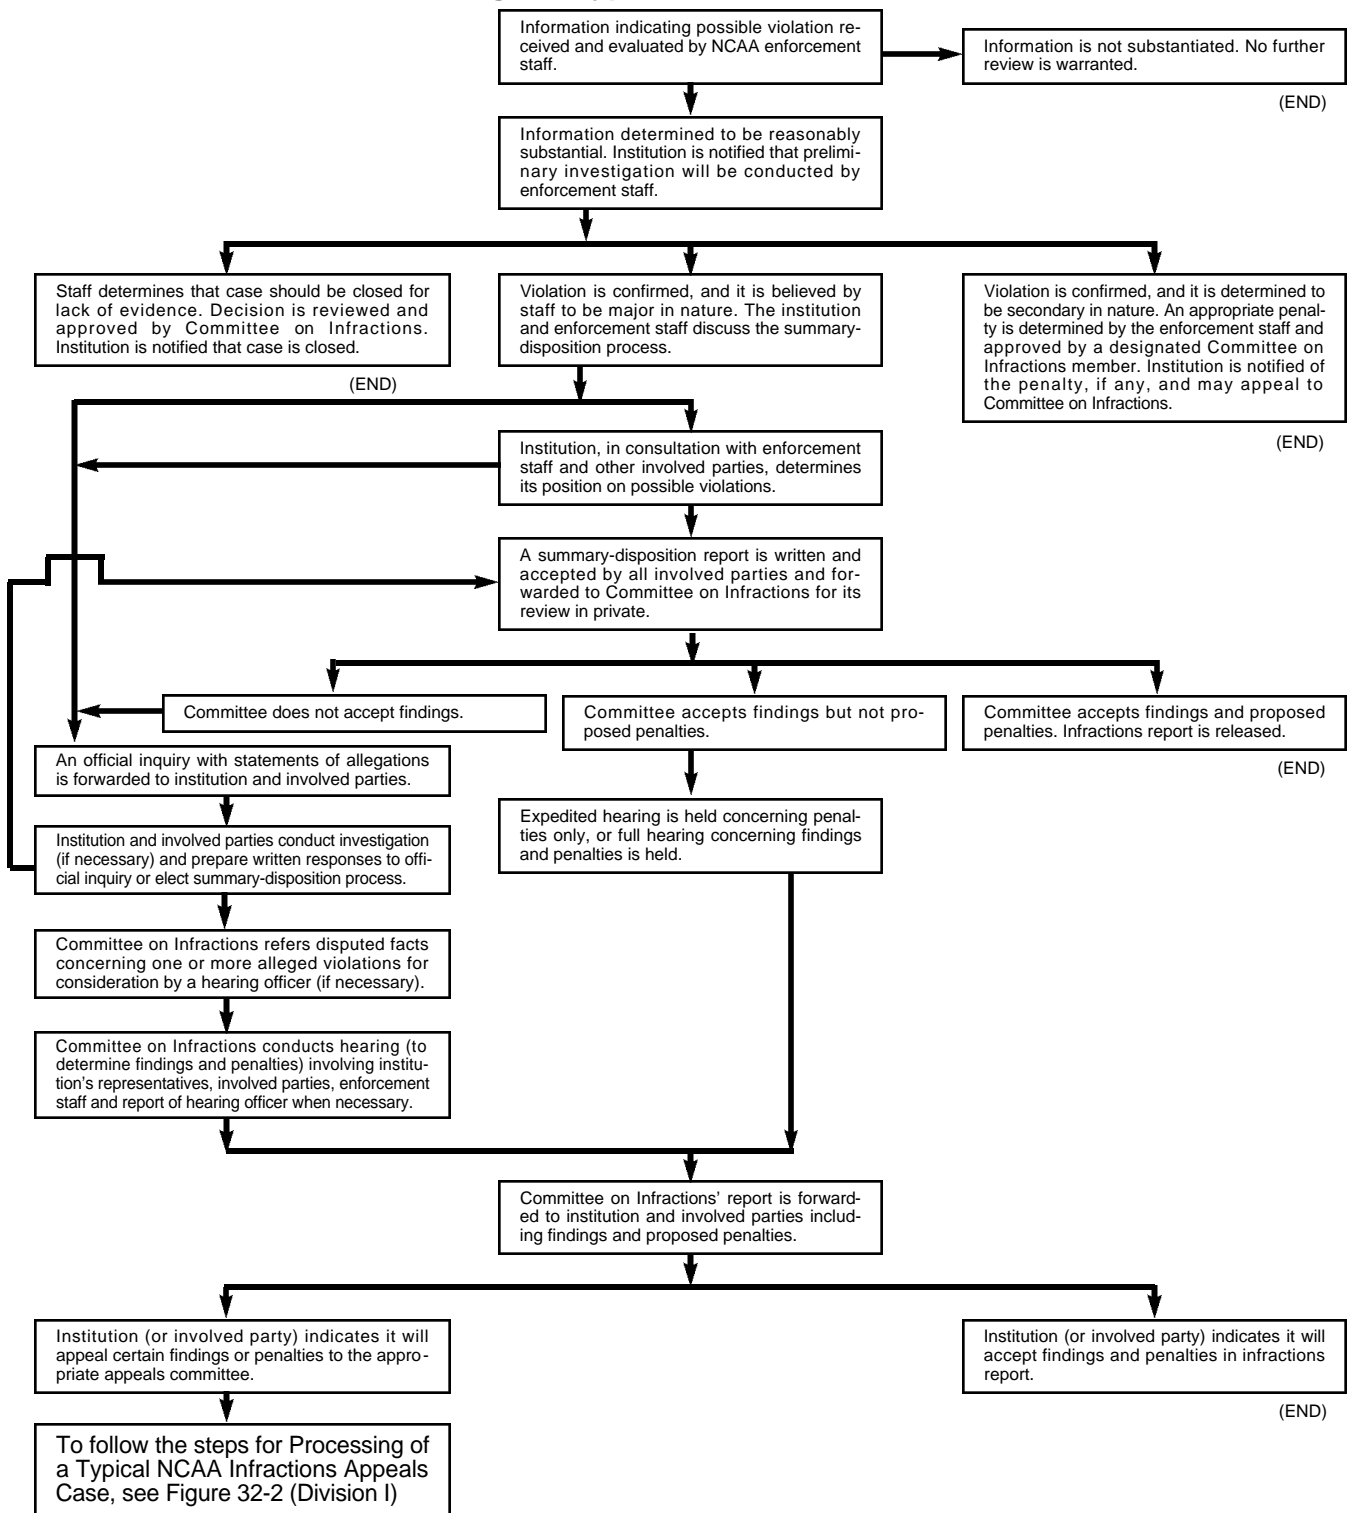 Information indicating possible violation re-
ceived and evaluated by NCAA enforcement
staff.
Information is not substantiated. No further
review is warranted.
(END)
Information determined to be reasonably
substantial. Institution is notified that prelimi-
nary investigation will be conducted by
enforcement staff.
Staff determines that case should be closed for
lack of evidence. Decision is reviewed and
approved by Committee on Infractions.
Institution is notified that case is closed.
(END)
Violation is confirmed, and it is believed by
staff to be major in nature. The institution
and enforcement staff discuss the summary-
disposition process.
Violation is confirmed, and it is determined to
be secondary in nature. An appropriate penal-
ty is determined by the enforcement staff and
approved by a designated Committee on
Infractions member. Institution is notified of
the penalty, if any, and may appeal to
Committee on Infractions.
(END)
Institution, in consultation with enforcement
staff and other involved parties, determines
its position on possible violations.
A summary-disposition report is written and
accepted by all involved parties and for-
warded to Committee on Infractions for its
review in private.
Committee does not accept findings.
Committee accepts findings but not pro-
posed penalties.
Committee accepts findings and proposed
penalties. Infractions report is released.
(END)
An official inquiry with statements of allegations
is forwarded to institution and involved parties.
Expedited hearing is held concerning penal-
ties only, or full hearing concerning findings
and penalties is held.
Institution and involved parties conduct investigation
(if necessary) and prepare written responses to offi-
cial inquiry or elect summary-disposition process.
Committee on Infractions refers disputed facts
concerning one or more alleged violations for
consideration by a hearing officer (if necessary).
Committee on Infractions conducts hearing (to
determine findings and penalties) involving institu-
tion's representatives, involved parties, enforcement
staff and report of hearing officer when necessary.
Committee on Infractions' report is forward-
ed to institution and involved parties includ-
ing findings and proposed penalties.
Institution (or involved party) indicates it will
appeal certain findings or penalties to the appro-
priate appeals committee.
Institution (or involved party) indicates it will
accept findings and penalties in infractions
report.
(END)
To follow the steps for Processing of
a Typical NCAA Infractions Appeals
Case, see Figure 32-2 (Division I)